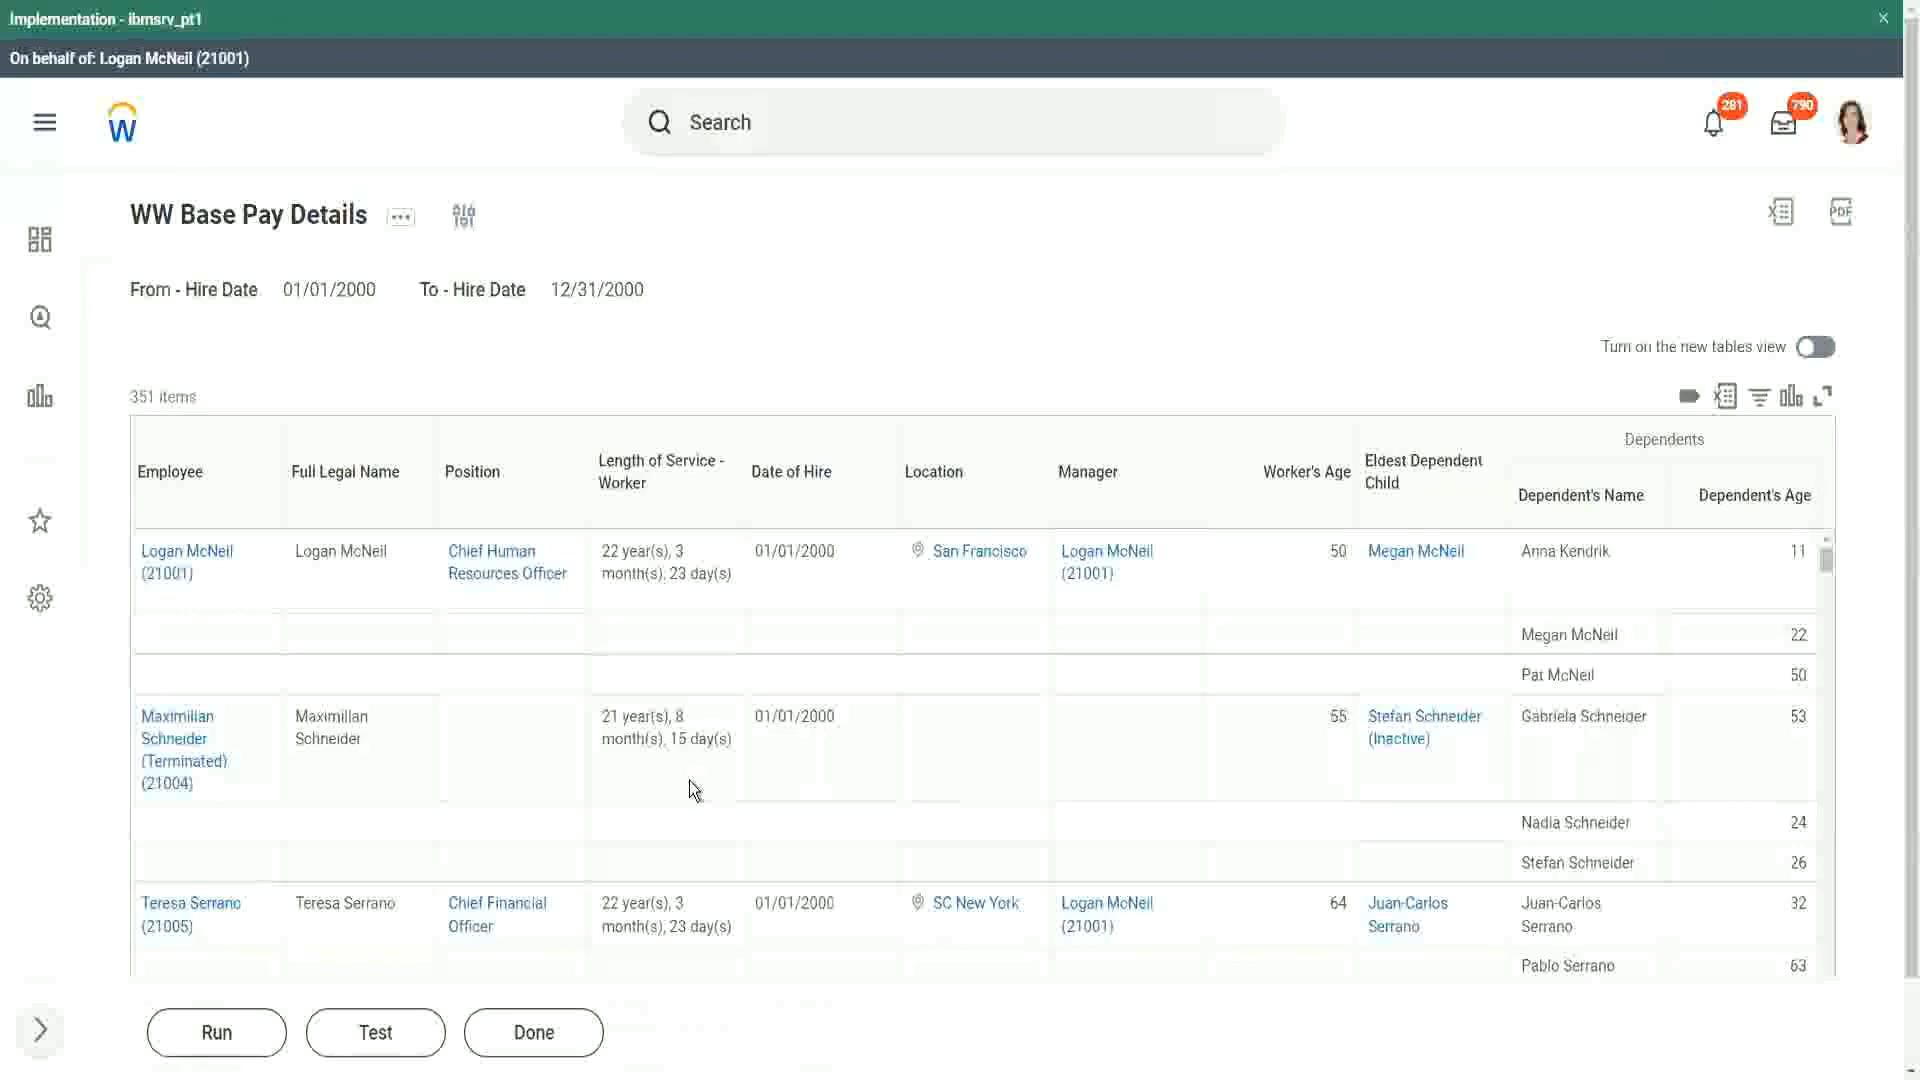 Implementation - ibmsrv_pt1
On behalf of: Logan McNeil (21001)
W
Search
281
790
WW Base Pay Details
PDF
From - Hire Date 01/01/2000 To - Hire Date 12/31/2000
Turn on the new tables view
351 items
Dependents
Employee Full Legal Name Position Length of Service - Worker Date of Hire Location Manager Worker's Age Eldest Dependent Child Dependent's Name Dependent's Age
Logan McNeil Logan McNeil Chief Human 22 year(s), 3 01/01/2000 San Francisco Logan McNeil 50 Megan McNeil Anna Kendrik 11
(21001) Resources Officer month(s), 23 day(s) (21001)
Megan McNeil 22
Pat McNeil 50
Maximilian Maximilian 21 year(s), 8 01/01/2000 55 Stefan Schneider Gabriela Schneider 53
Schneider Schneider month(s), 15 day(s) (Inactive)
(Terminated)
(21004)
Nadia Schneider 24
Stefan Schneider 26
Teresa Serrano Teresa Serrano Chief Financial 22 year(s), 3 01/01/2000 SC New York Logan McNeil 64 Juan-Carlos Juan-Carlos 32
(21005) Officer month(s), 23 day(s) (21001) Serrano Serrano
Pablo Serrano 63
Run Test Done